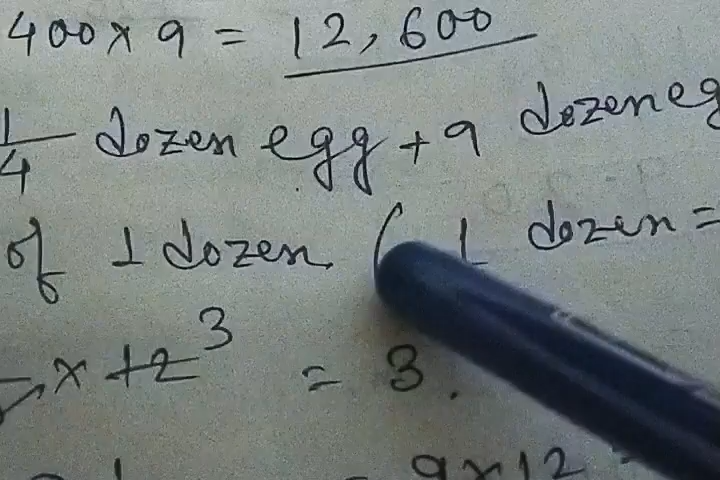 400 x 9 = 12,600
1/4 dozen egg + 9 dozen eg
of 1 dozen ( 1 dozen =
x 12 3 = 3.
9x12